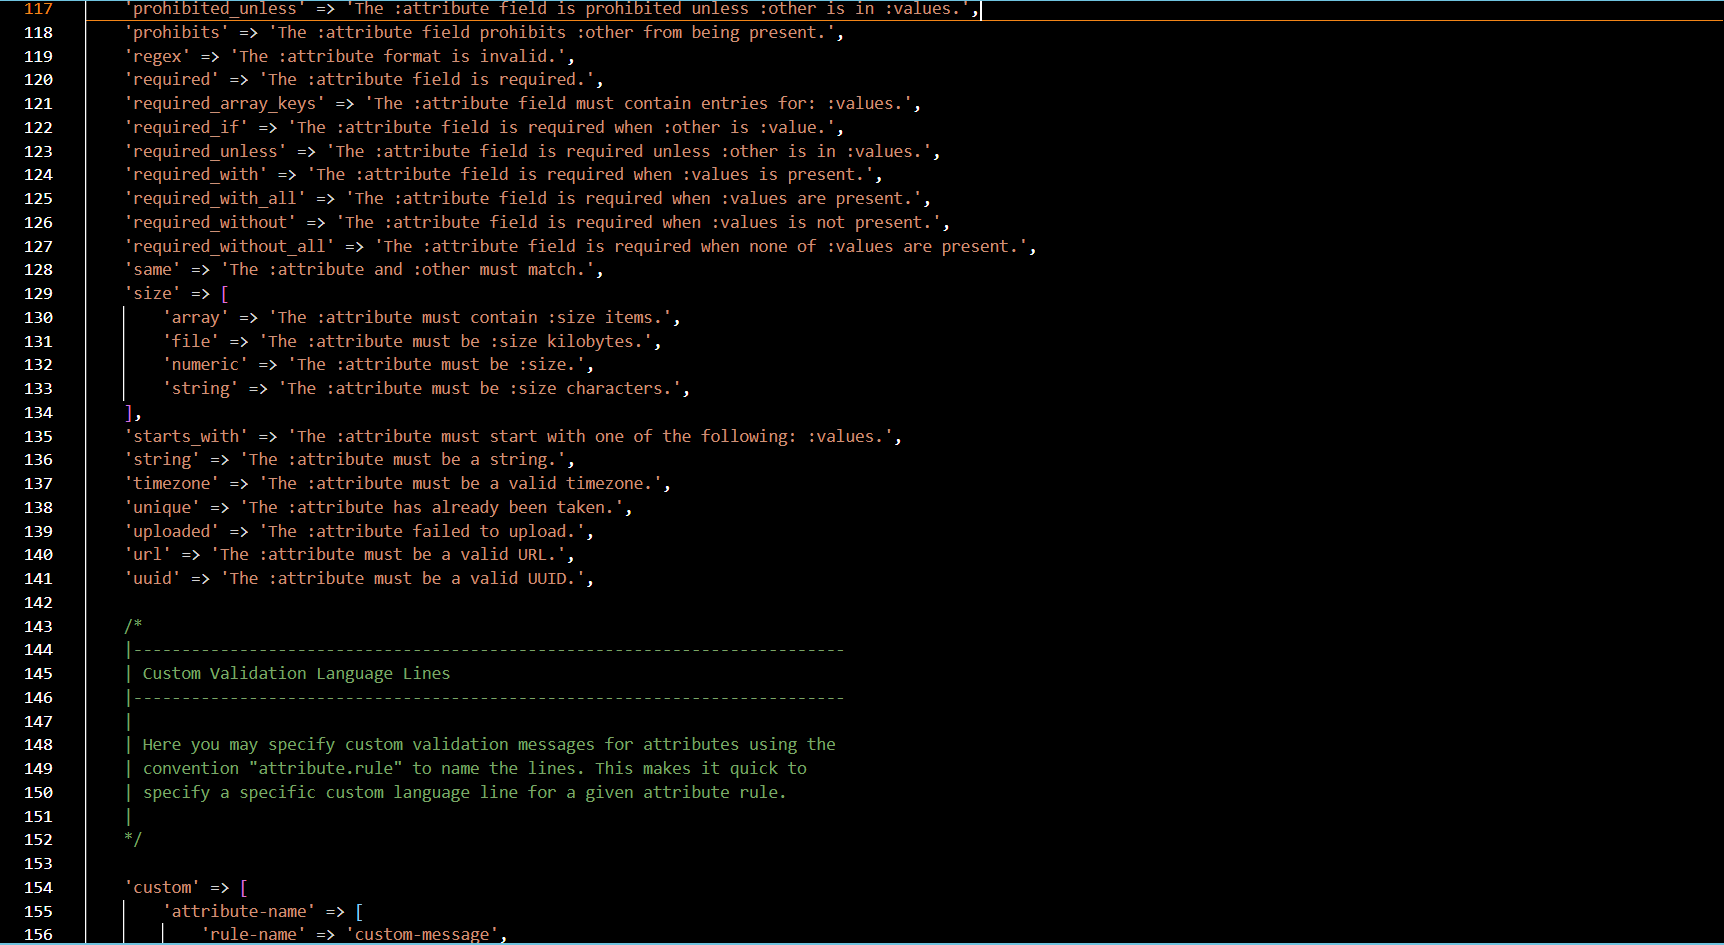 117 'prohibited_unless' => 'The :attribute field is prohibited unless :other is in :values.',
118 'prohibits' => 'The :attribute field prohibits :other from being present.',
119 'regex' => 'The :attribute format is invalid.',
120 'required' => 'The :attribute field is required.',
121 'required_array_keys' => 'The :attribute field must contain entries for: :values.',
122 'required_if' => 'The :attribute field is required when :other is :value.',
123 'required_unless' => 'The :attribute field is required unless :other is in :values.',
124 'required_with' => 'The :attribute field is required when :values is present.',
125 'required_with_all' => 'The :attribute field is required when :values are present.',
126 'required_without' => 'The :attribute field is required when :values is not present.',
127 'required_without_all' => 'The :attribute field is required when none of :values are present.',
128 'same' => 'The :attribute and :other must match.',
129 'size' => [
130 'array' => 'The :attribute must contain :size items.',
131 'file' => 'The :attribute must be :size kilobytes.',
132 'numeric' => 'The :attribute must be :size.',
133 'string' => 'The :attribute must be :size characters.',
134 ],
135 'starts_with' => 'The :attribute must start with one of the following: :values.',
136 'string' => 'The :attribute must be a string.',
137 'timezone' => 'The :attribute must be a valid timezone.',
138 'unique' => 'The :attribute has already been taken.',
139 'uploaded' => 'The :attribute failed to upload.',
140 'url' => 'The :attribute must be a valid URL.',
141 'uuid' => 'The :attribute must be a valid UUID.',
142
143 /*
144 |--------------------------------------------------------------------------
145 | Custom Validation Language Lines
146 |--------------------------------------------------------------------------
147 |
148 | Here you may specify custom validation messages for attributes using the
149 | convention "attribute.rule" to name the lines. This makes it quick to
150 | specify a specific custom language line for a given attribute rule.
151 |
152 */
153
154 'custom' => [
155 'attribute-name' => [
156 'rule-name' => 'custom-message',